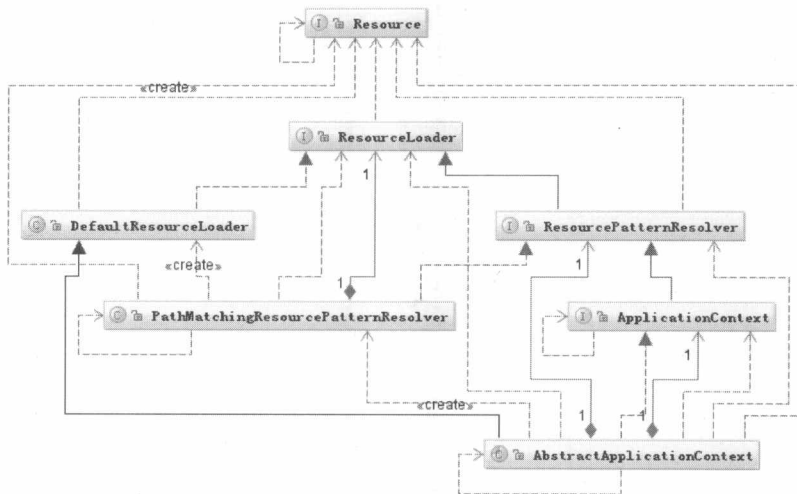 I Resource
«create»
I ResourceLoader
1
C DefaultResourceLoader
I ResourcePatternResolver
«create»
1
1
C PathMatchingResourcePatternResolver
I ApplicationContext
1
«create»
1
1
C AbstractApplicationContext